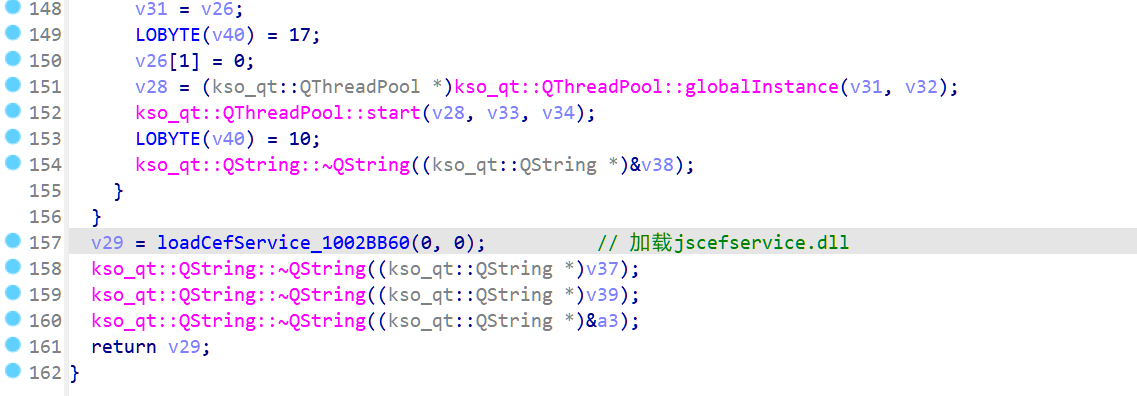 148 v31 = v26;
149 LOBYTE(v40) = 17;
150 v26[1] = 0;
151 v28 = (kso_qt::QThreadPool *)kso_qt::QThreadPool::globalInstance(v31, v32);
152 kso_qt::QThreadPool::start(v28, v33, v34);
153 LOBYTE(v40) = 10;
154 kso_qt::QString::~QString((kso_qt::QString *)&v38);
155 }
156 }
157 v29 = loadCefService_1002BB60(0, 0); // 加载jscefservice.dll
158 kso_qt::QString::~QString((kso_qt::QString *)v37);
159 kso_qt::QString::~QString((kso_qt::QString *)v39);
160 kso_qt::QString::~QString((kso_qt::QString *)&a3);
161 return v29;
162 }